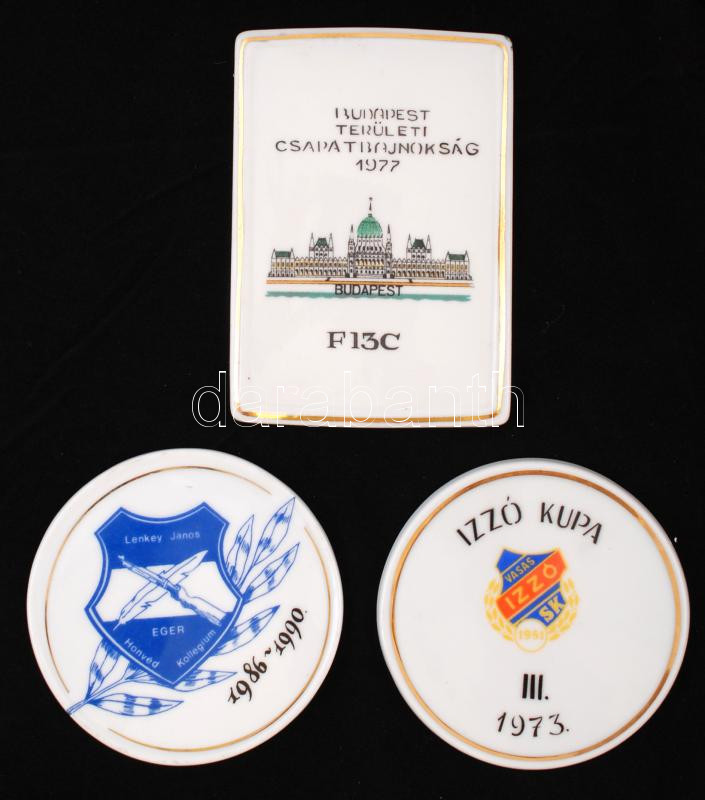 BUDAPEST
TERÜLETI
CSAPATBAJNOKSÁG
1977
BUDAPEST
F13C
darabanth
Lenkey János
EGER
Honvéd Kollégium
1986~1990.
IZZÓ KUPA
VASAS
IZZÓ
SK
1951
III.
1973.